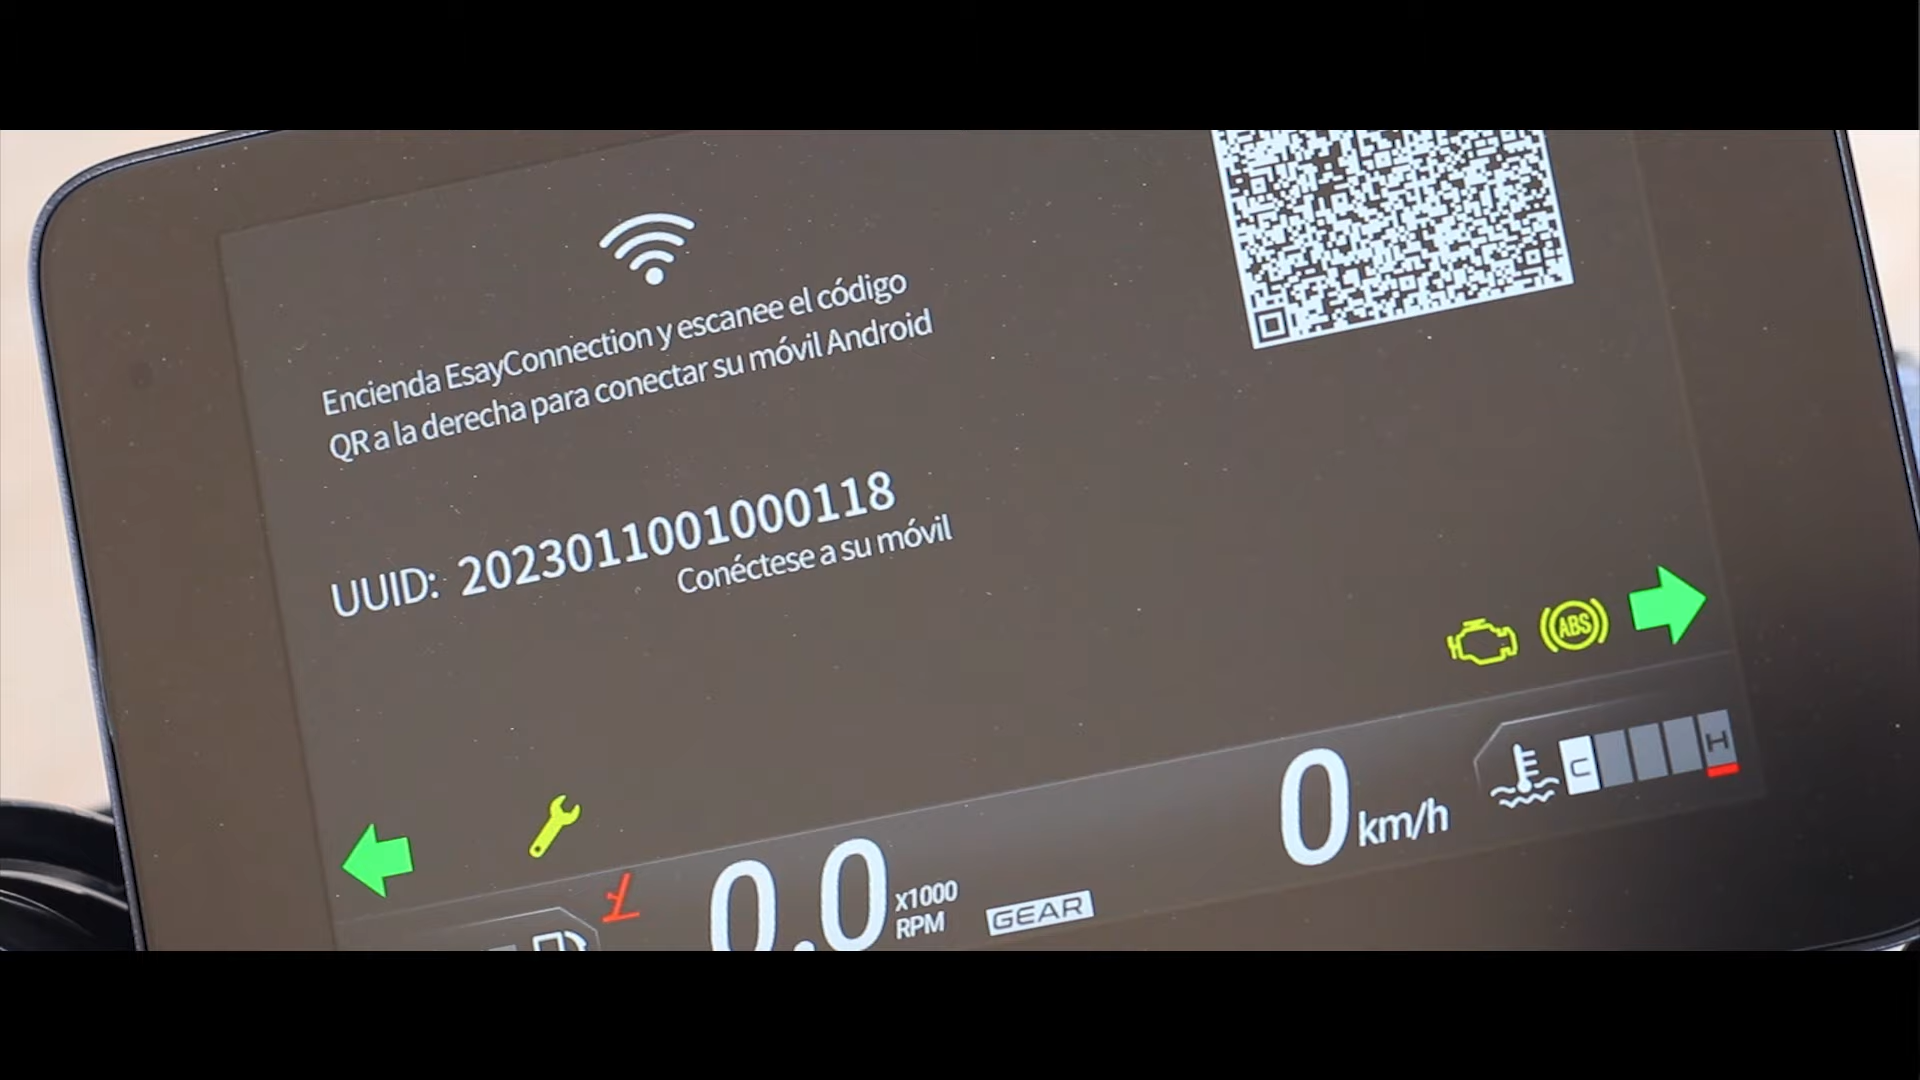 Encienda EsayConnection y escanee el código
QR a la derecha para conectar su móvil Android
UUID: 2023011001000118
Conéctese a su móvil
ABS
0 km/h
C H
0.0 x1000
RPM
GEAR